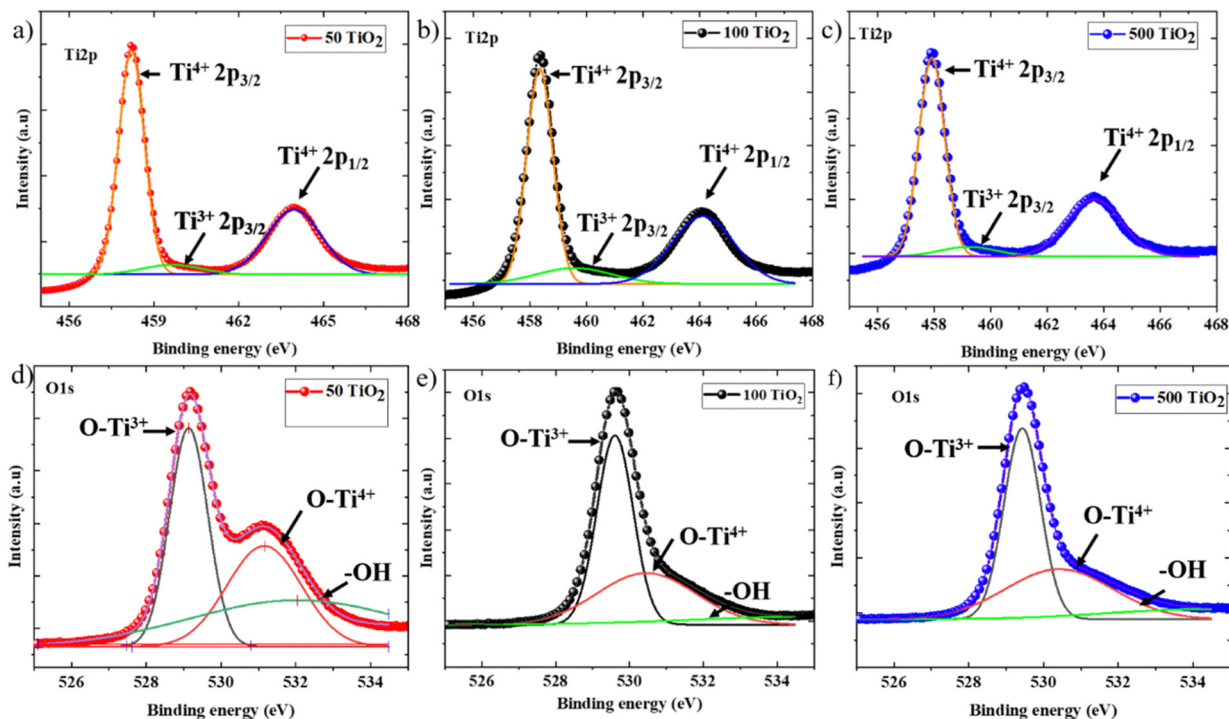 a)
Ti2p
50 TiO₂
Ti⁴⁺ 2p₃/₂
Ti⁴⁺ 2p₁/₂
Ti³⁺ 2p₃/₂
Intensity (a.u)
456 459 462 465 468
Binding energy (eV)
b)
Ti2p
100 TiO₂
Ti⁴⁺ 2p₃/₂
Ti⁴⁺ 2p₁/₂
Ti³⁺ 2p₃/₂
Intensity (a.u)
456 458 460 462 464 466 468
Binding energy (eV)
c)
Ti2p
500 TiO₂
Ti⁴⁺ 2p₃/₂
Ti⁴⁺ 2p₁/₂
Ti³⁺ 2p₃/₂
Intensity (a.u)
454 456 458 460 462 464 466 468
Binding energy (eV)
d)
O1s
50 TiO₂
O-Ti³⁺
O-Ti⁴⁺
-OH
Intensity (a.u)
526 528 530 532 534
Binding energy (eV)
e)
O1s
100 TiO₂
O-Ti³⁺
O-Ti⁴⁺
-OH
Intensity (a.u)
526 528 530 532 534
Binding energy (eV)
f)
O1s
500 TiO₂
O-Ti³⁺
O-Ti⁴⁺
-OH
Intensity (a.u)
526 528 530 532 534
Binding energy (eV)